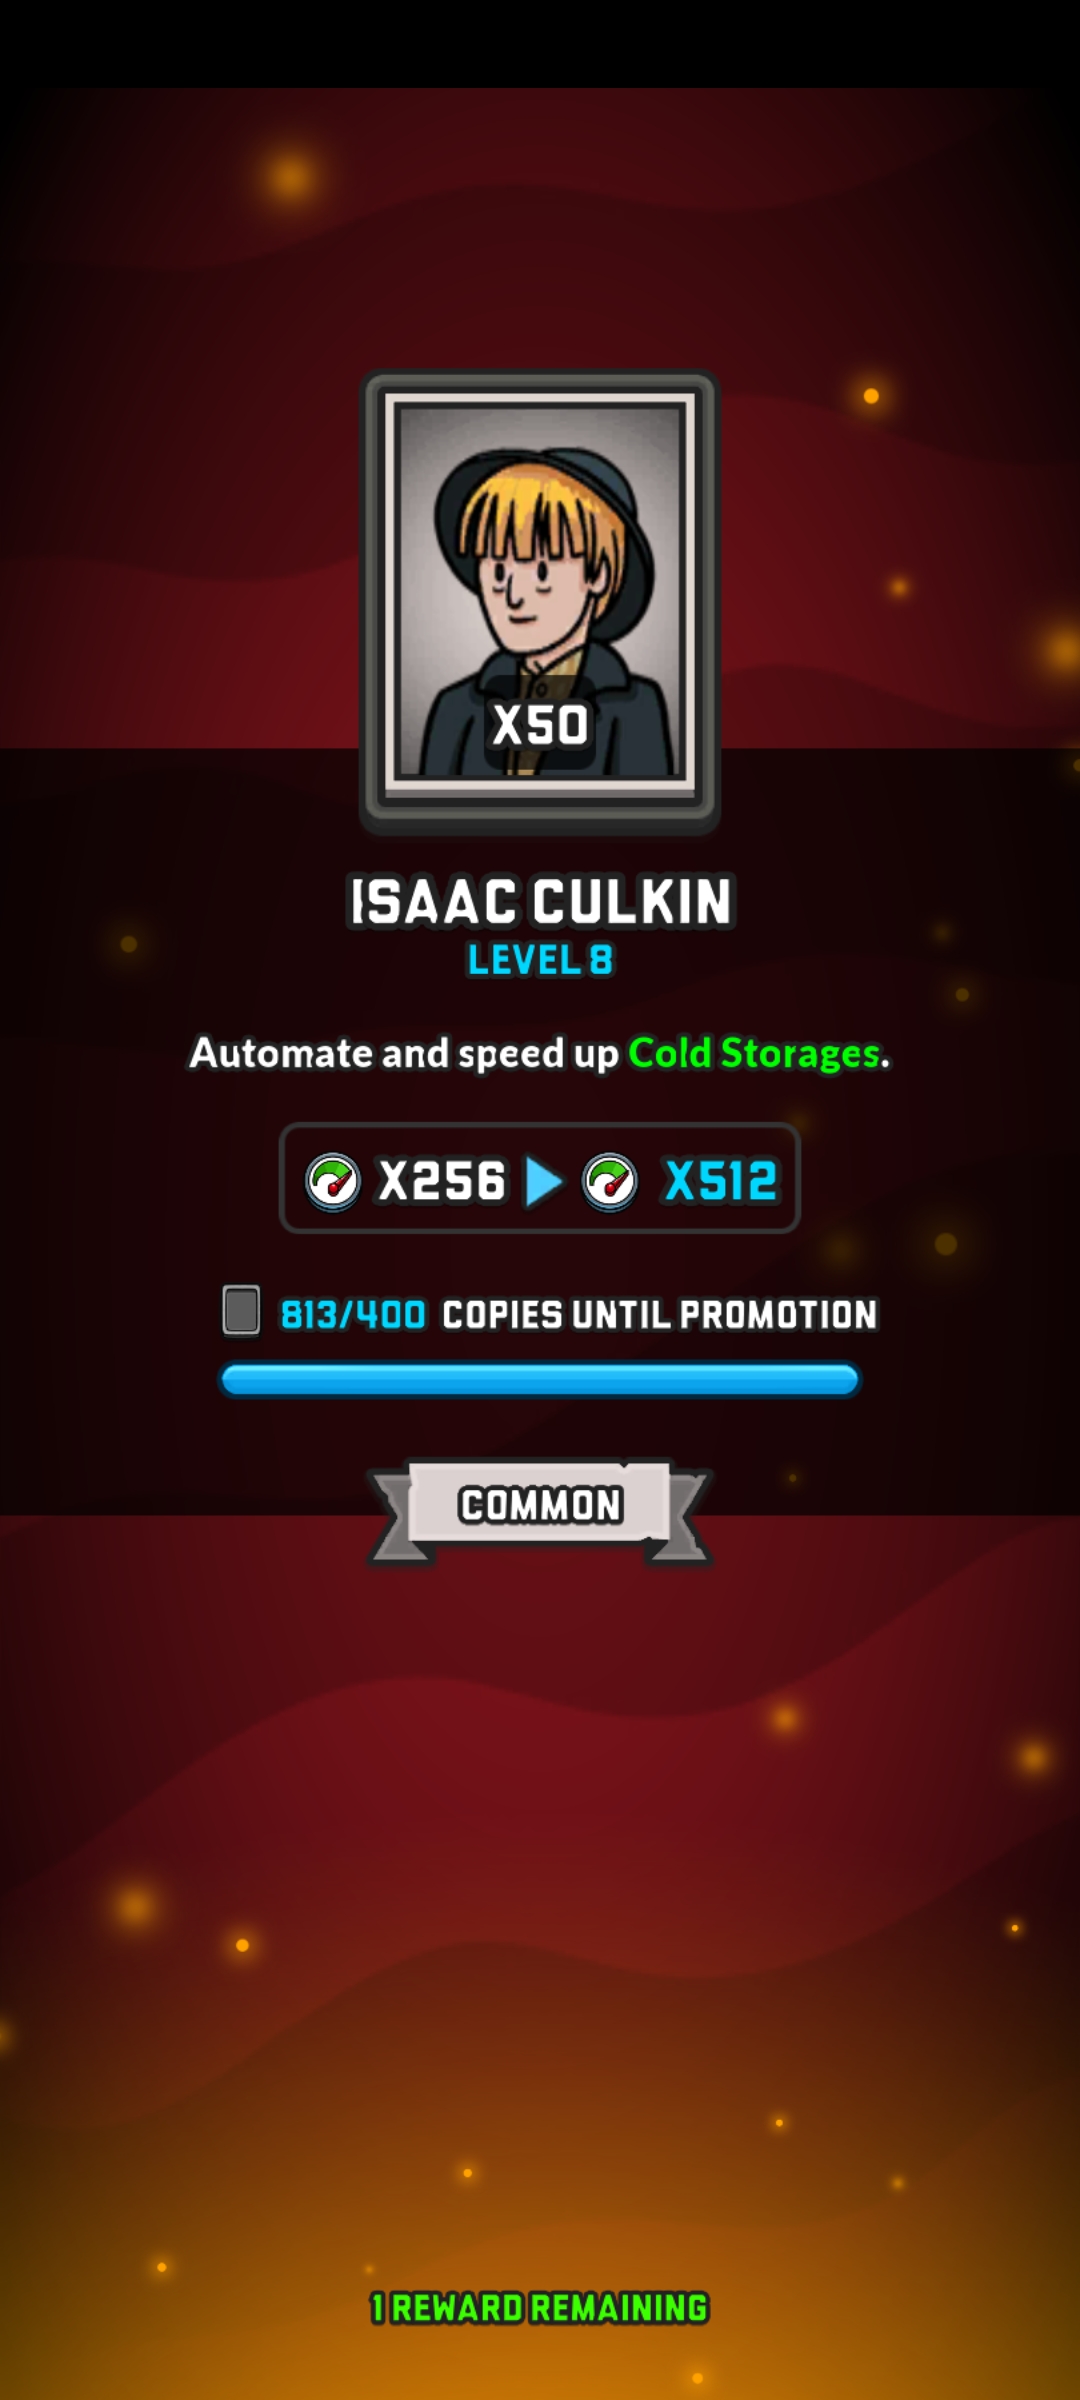 X50
ISAAC CULKIN
LEVEL 8
Automate and speed up Cold Storages.
X256 X512
813/400 COPIES UNTIL PROMOTION
COMMON
1 REWARD REMAINING